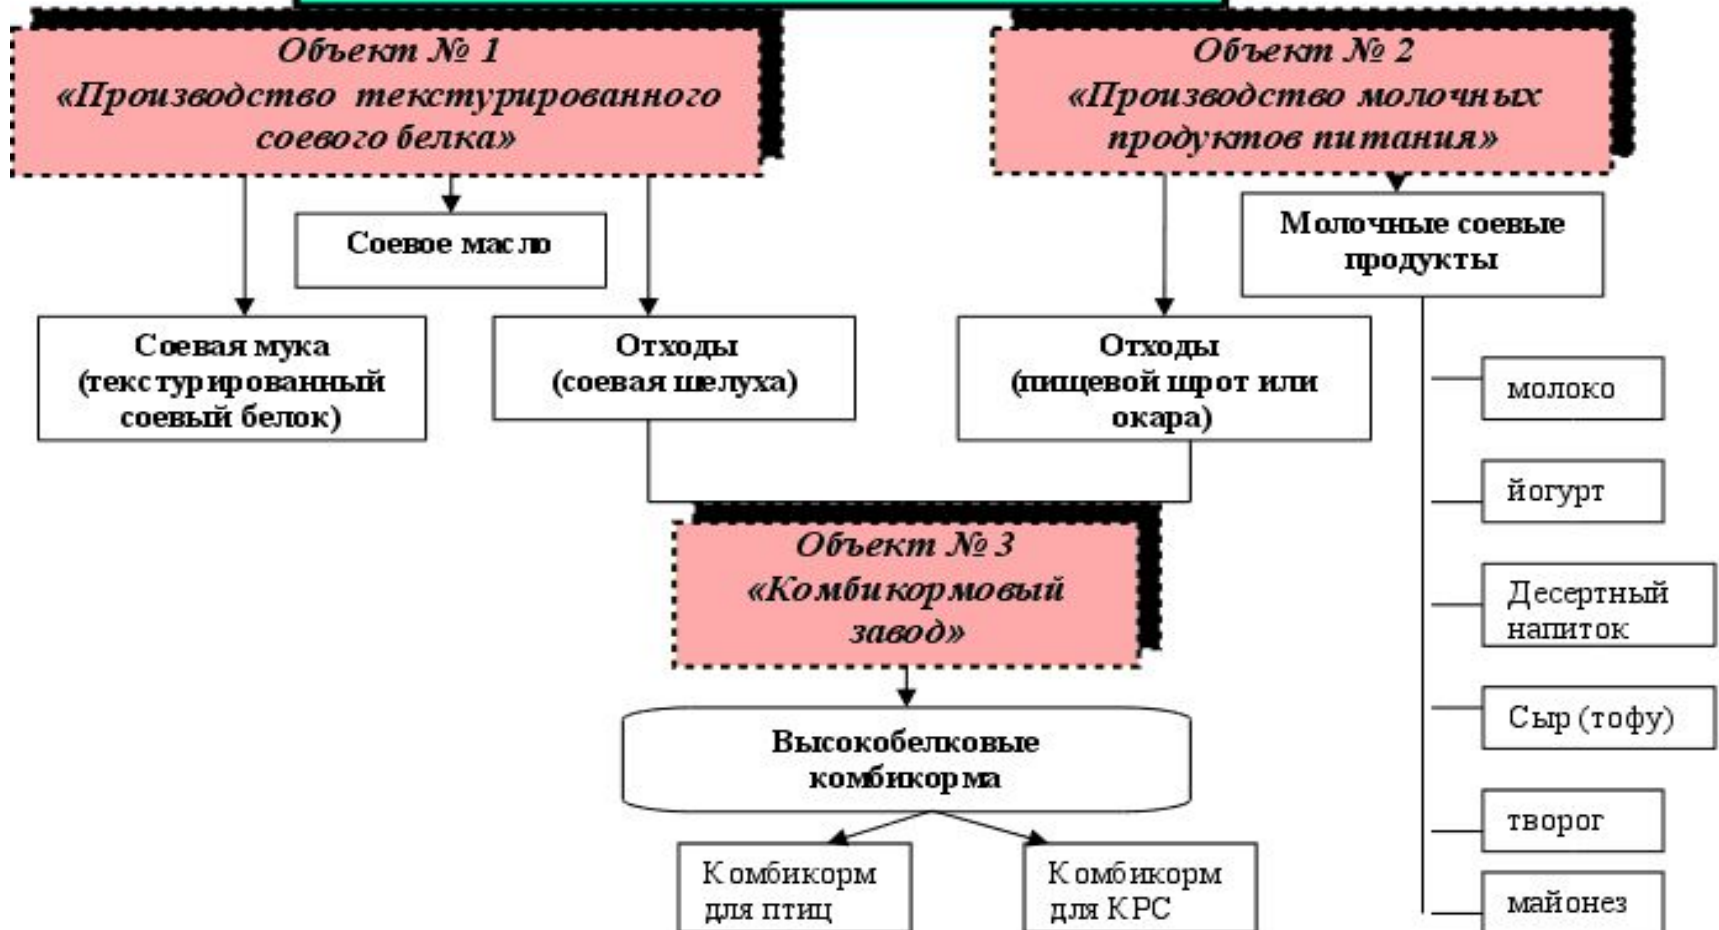 Объект № 1
«Производство текстурированного
соевого белка»
Объект № 2
«Производство молочных
продуктов питания»
Соевое масло
Молочные соевые
продукты
Соевая мука
(текстурированный
соевый белок)
Отходы
(соевая шелуха)
Отходы
(пищевой шрот или
окара)
молоко
йогурт
Десертный
напиток
Сыр (тофу)
творог
майонез
Объект № 3
«Комбикормовый
завод»
Высокобелковые
комбикорма
Комбикорм
для птиц
Комбикорм
для КРС